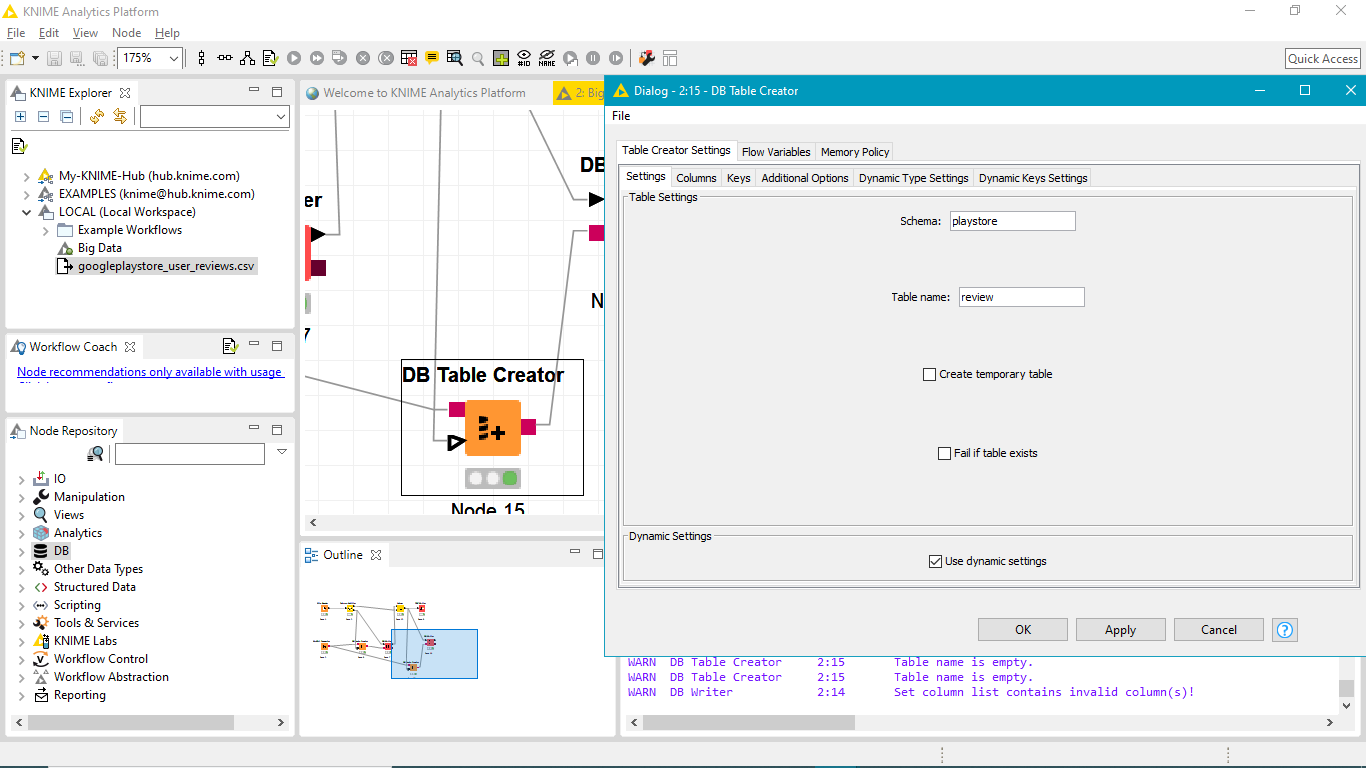 KNIME Analytics Platform
File Edit View Node Help
175%
#ID
NAME
Quick Access
KNIME Explorer
My-KNIME-Hub (hub.knime.com)
EXAMPLES (knime@hub.knime.com)
LOCAL (Local Workspace)
Example Workflows
Big Data
googleplaystore_user_reviews.csv
Workflow Coach
Node recommendations only available with usage
Node Repository
IO
Manipulation
Views
Analytics
DB
Other Data Types
Structured Data
Scripting
Tools & Services
KNIME Labs
Workflow Control
Workflow Abstraction
Reporting
Welcome to KNIME Analytics Platform
2: Big
DB
er
N
7
DB Table Creator
Node 15
Outline
Dialog - 2:15 - DB Table Creator
File
Table Creator Settings Flow Variables Memory Policy
Settings Columns Keys Additional Options Dynamic Type Settings Dynamic Keys Settings
Table Settings
Schema: playstore
Table name: review
Create temporary table
Fail if table exists
Dynamic Settings
Use dynamic settings
OK Apply Cancel ?
WARN DB Table Creator 2:15 Table name is empty.
WARN DB Table Creator 2:15 Table name is empty.
WARN DB Writer 2:14 Set column list contains invalid column(s)!